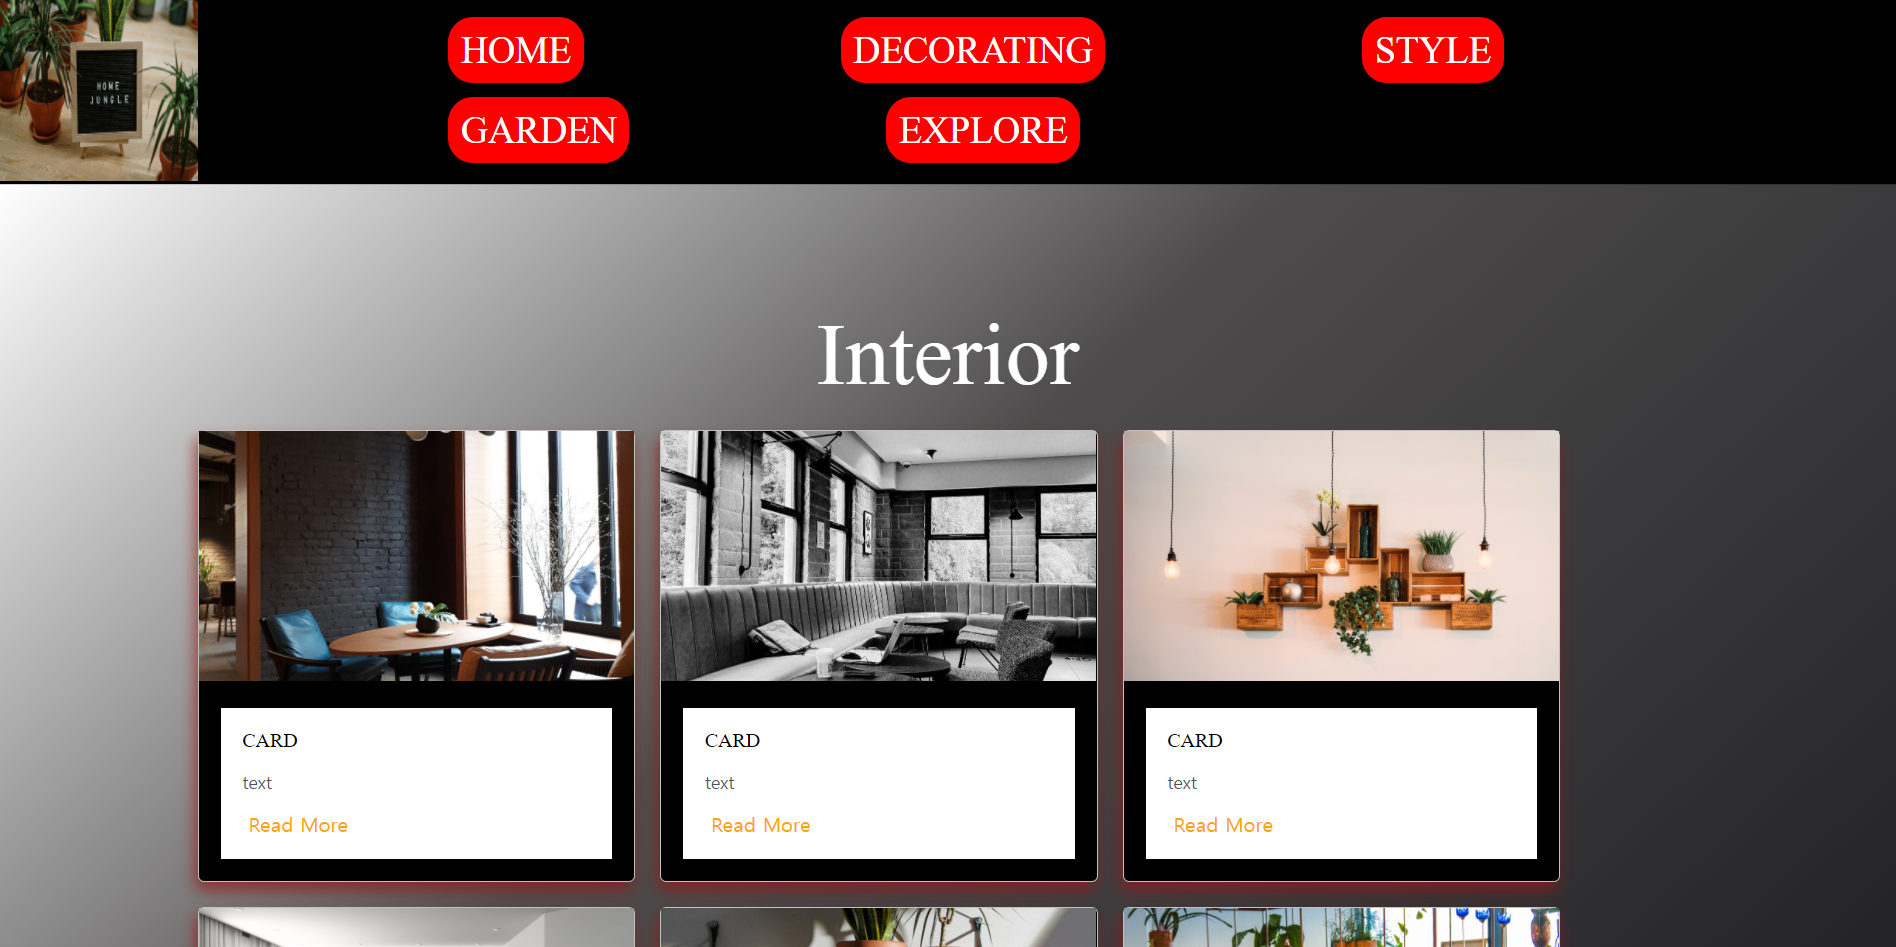 HOME
JUNGLE
HOME DECORATING STYLE
GARDEN EXPLORE
Interior
CARD
text
Read More
CARD
text
Read More
CARD
text
Read More